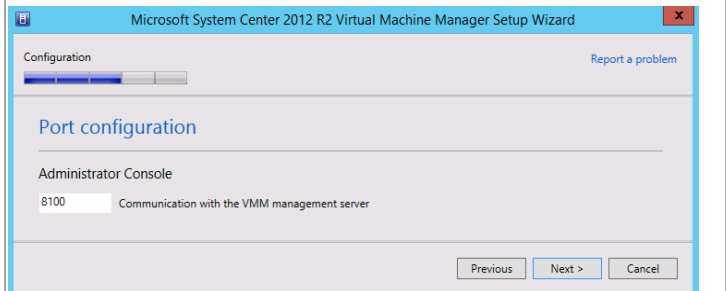 Microsoft System Center 2012 R2 Virtual Machine Manager Setup Wizard
x
Configuration
Report a problem
Port configuration
Administrator Console
8100 Communication with the VMM management server
Previous Next > Cancel